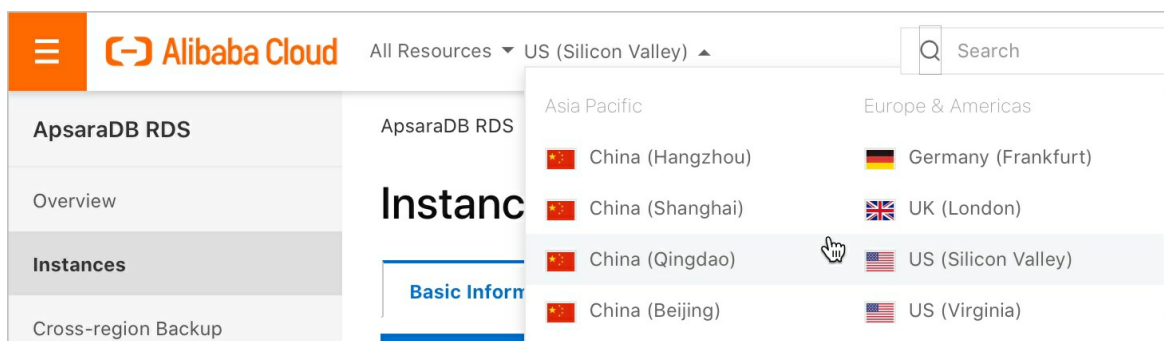 Alibaba Cloud All Resources US (Silicon Valley) Search
ApsaraDB RDS
Overview
Instances
Cross-region Backup
ApsaraDB RDS
Instanc
Basic Inform
Asia Pacific
China (Hangzhou)
China (Shanghai)
China (Qingdao)
China (Beijing)
Europe & Americas
Germany (Frankfurt)
UK (London)
US (Silicon Valley)
US (Virginia)